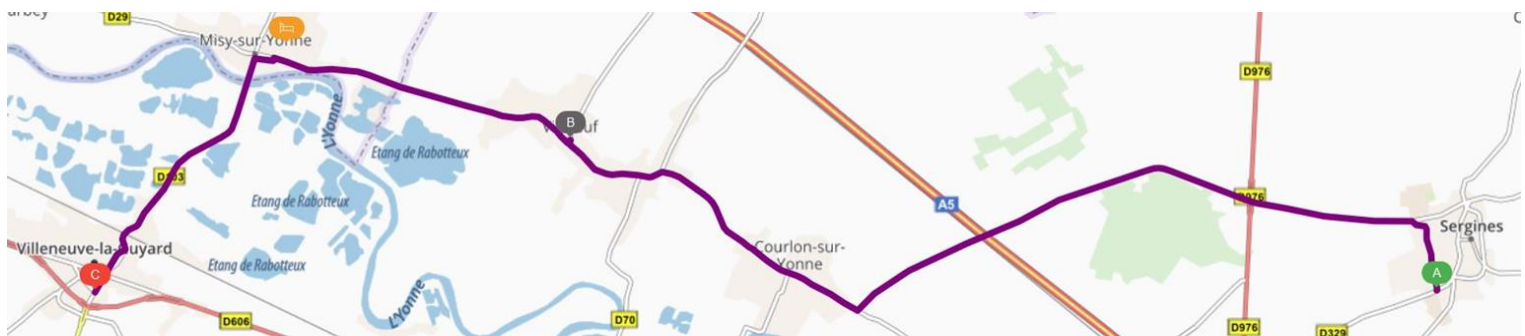 D29
Misy-sur-Yonne
D976
L'Yonne
B
Etang de Rabotteux
D976
A5
Etang de Rabotteux
Villeneuve-la-Guyard
Courlon-sur-
Yonne
Sergines
Etang de Rabotteux
C
A
L'Yonne
D606
D70
D976
D329